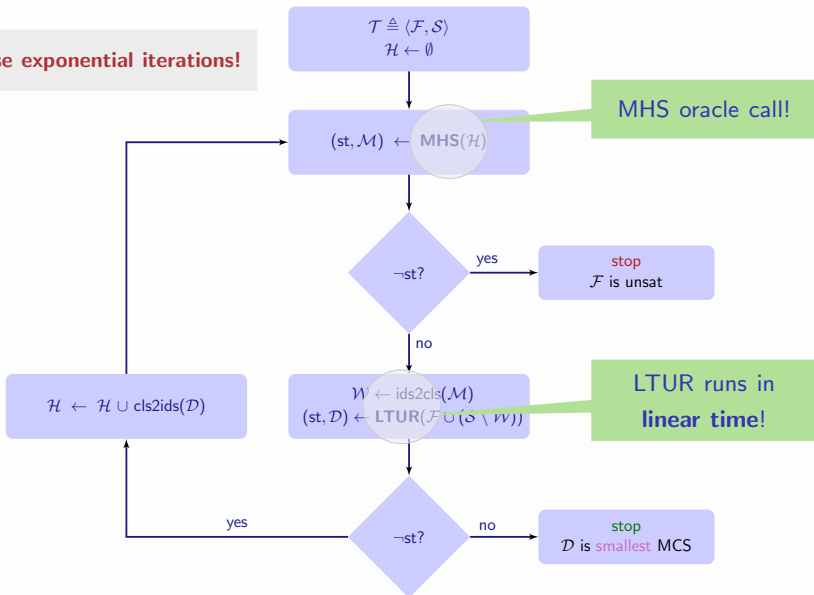 𝒯 ≜ ⟨ℱ, 𝒮⟩
ℋ ← ∅
exponential iterations!
(st, ℳ) ← MHS(ℋ)
MHS oracle call!
¬st?
yes
stop
ℱ is unsat
no
𝒲 ← ids2cls(ℳ)
(st, 𝒟) ← LTUR(ℱ ∪ (𝒮 \ 𝒲))
LTUR runs in
linear time!
ℋ ← ℋ ∪ cls2ids(𝒟)
¬st?
yes
no
stop
𝒟 is smallest MCS